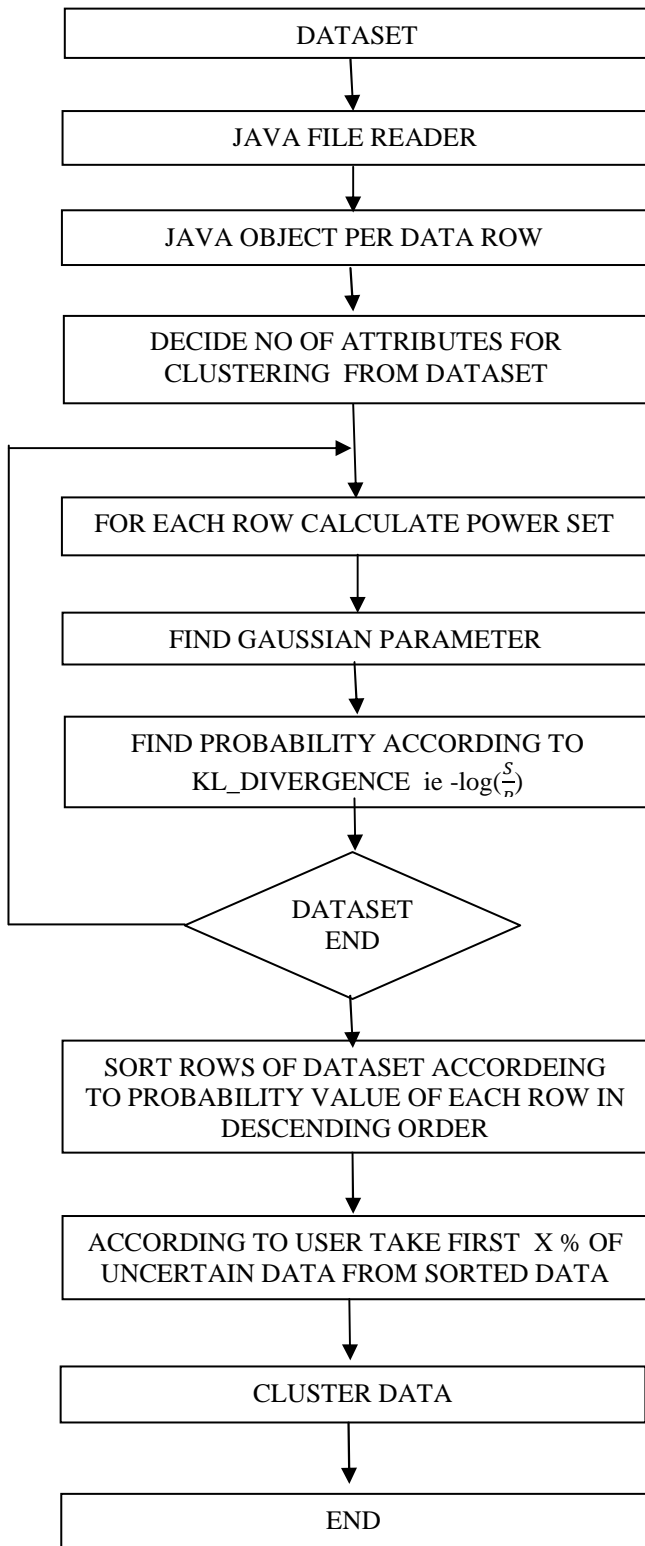 DATASET
JAVA FILE READER
JAVA OBJECT PER DATA ROW
DECIDE NO OF ATTRIBUTES FOR
CLUSTERING FROM DATASET
FOR EACH ROW CALCULATE POWER SET
FIND GAUSSIAN PARAMETER
FIND PROBABILITY ACCORDING TO
KL_DIVERGENCE ie -log(S/)
DATASET
END
SORT ROWS OF DATASET ACCORDEING
TO PROBABILITY VALUE OF EACH ROW IN
DESCENDING ORDER
ACCORDING TO USER TAKE FIRST X % OF
UNCERTAIN DATA FROM SORTED DATA
CLUSTER DATA
END